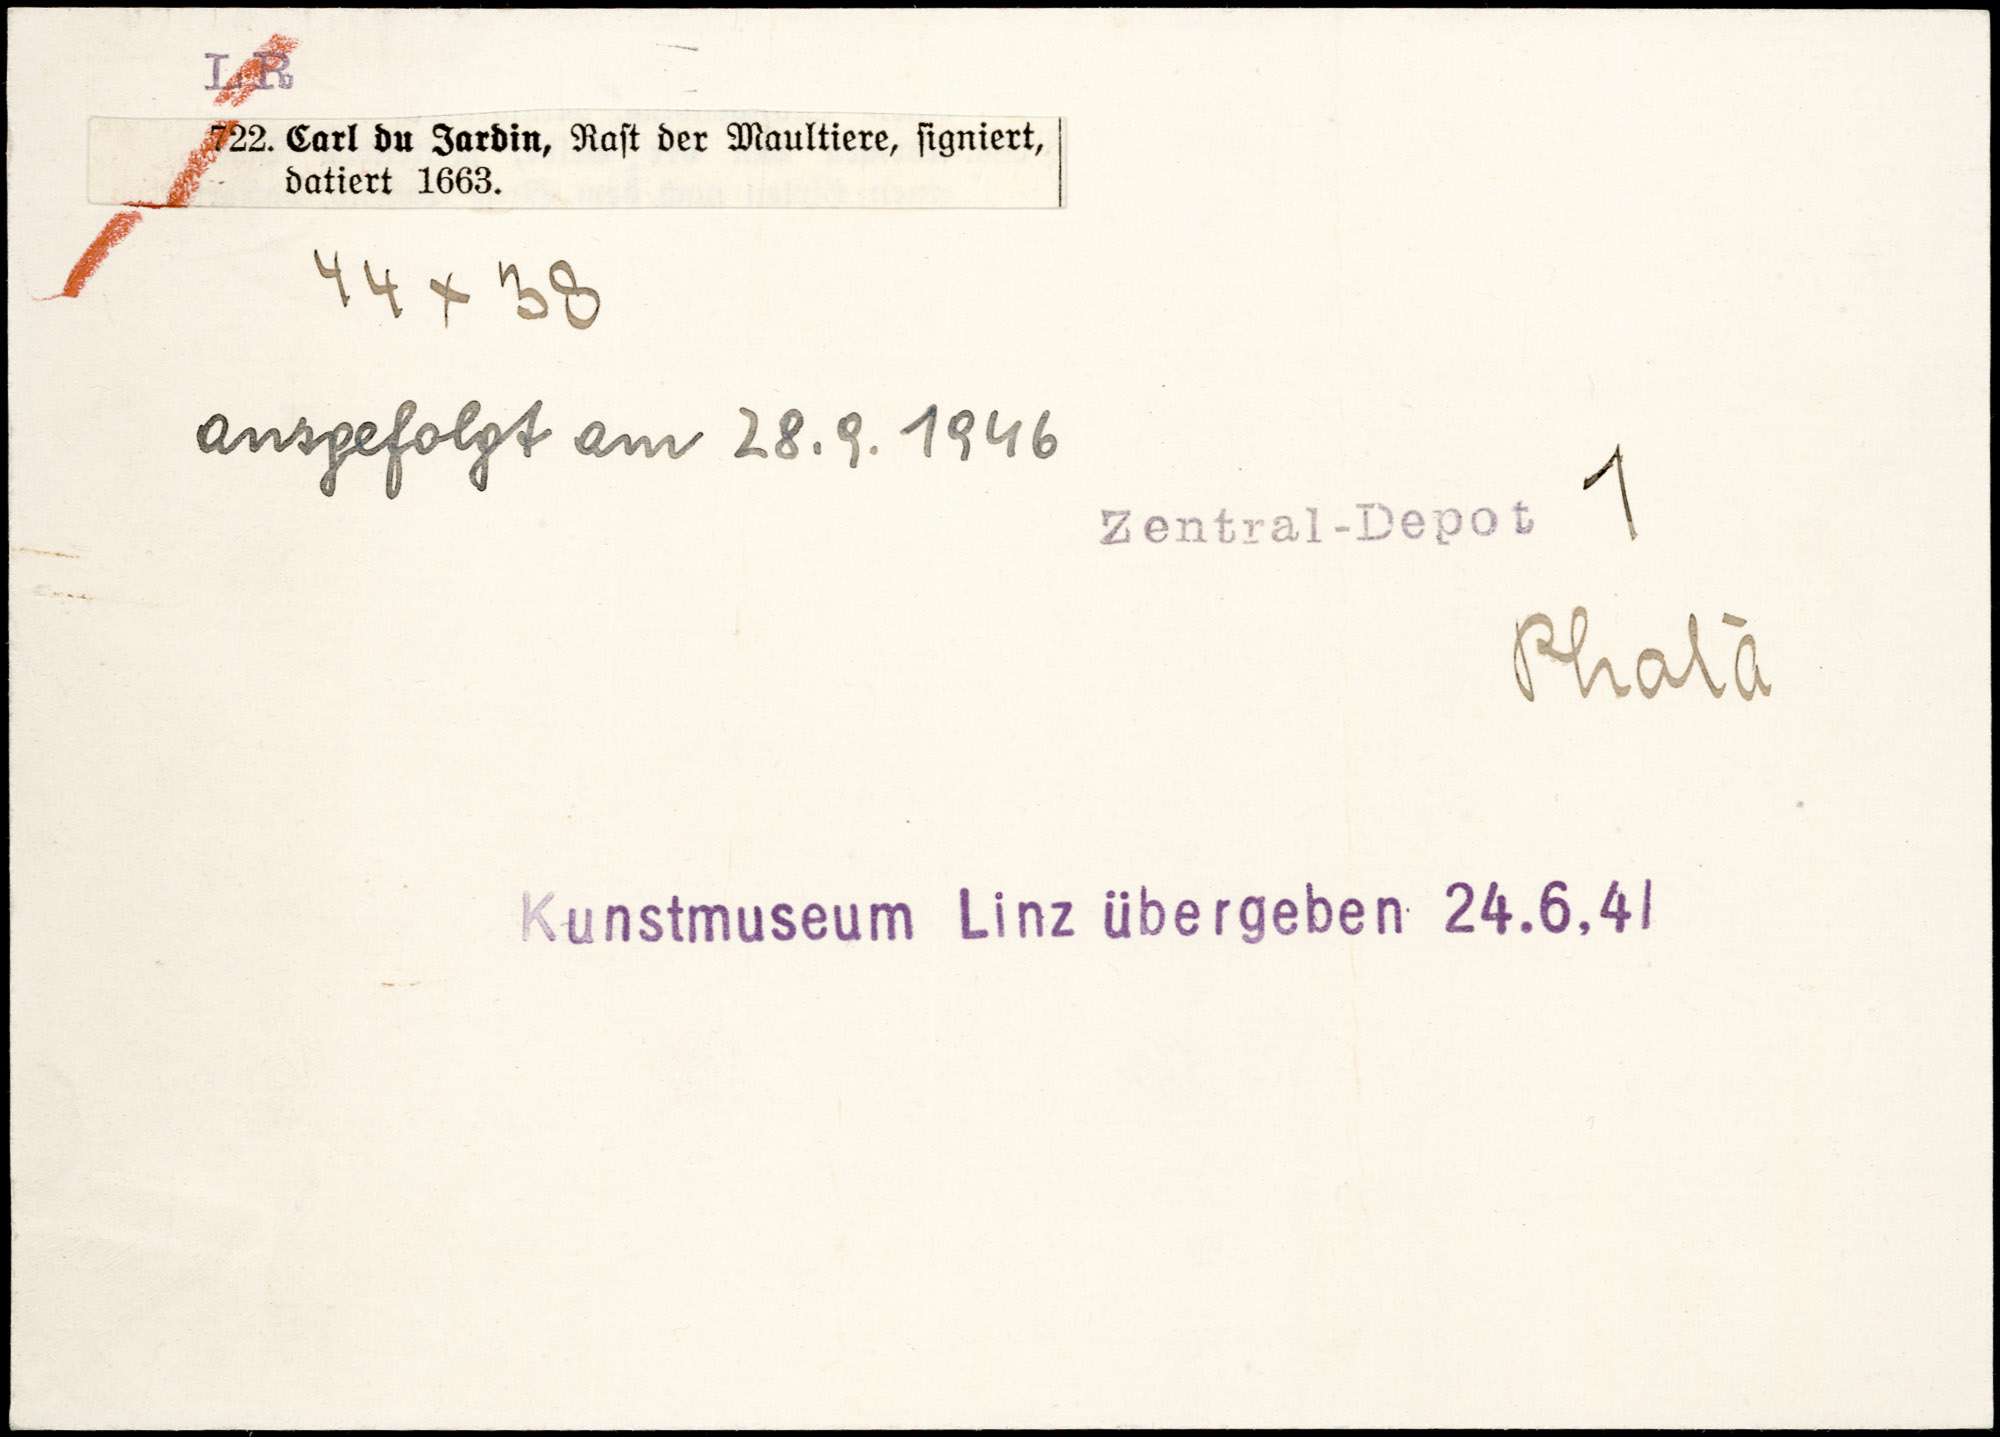 LR
722. Carl du Jardin, Rast der Maultiere, signiert,
datiert 1663.
44 x 38
ausgefolgt am 28.9.1946
Zentral-Depot 1
Kunstmuseum Linz übergeben 24.6.41